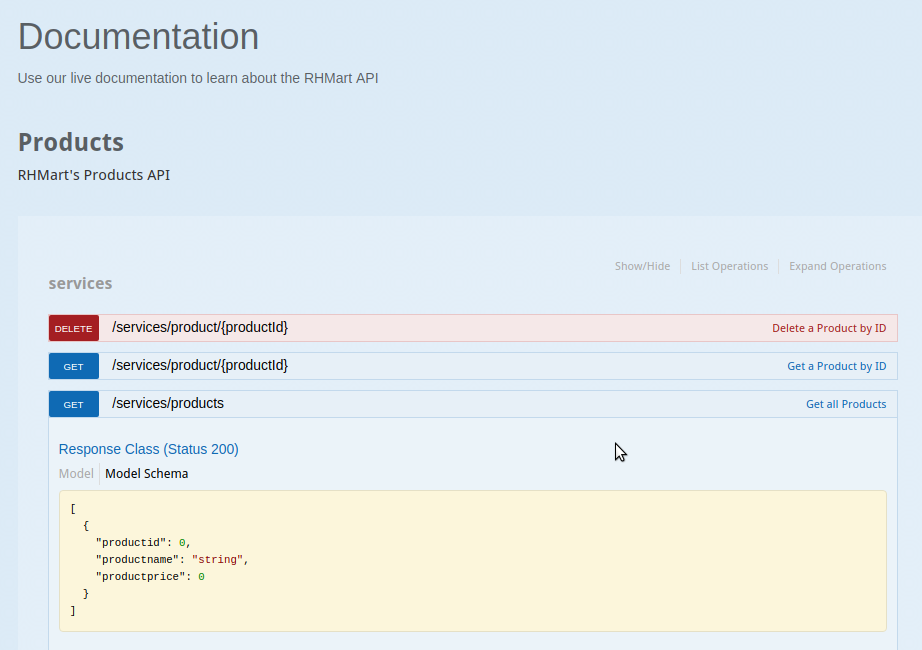 Documentation
Use our live documentation to learn about the RHMart API
Products
RHMart's Products API
Show/Hide List Operations Expand Operations
services
DELETE /services/product/{productId} Delete a Product by ID
GET /services/product/{productId} Get a Product by ID
GET /services/products Get all Products
Response Class (Status 200)
Model Model Schema
[
  {
    "productid": 0,
    "productname": "string",
    "productprice": 0
  }
]